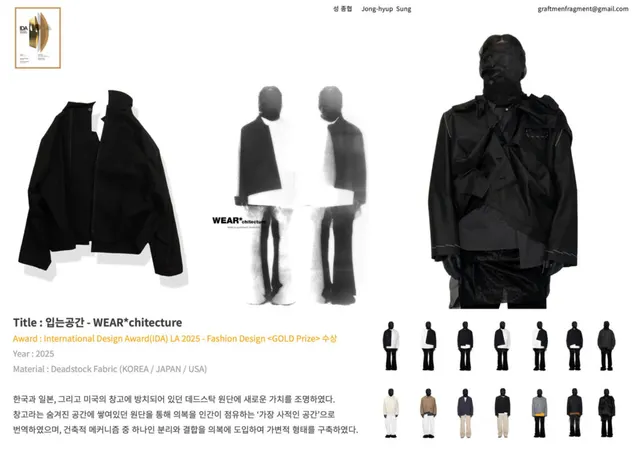 IDA
성 종협 Jong-hyup Sung
graftmenfragment@gmail.com
WEAR*chitecture
Title : 입는공간 - WEAR*chitecture
Award : International Design Award(IDA) LA 2025 - Fashion Design <GOLD Prize> 수상
Year : 2025
Material : Deadstock Fabric (KOREA / JAPAN / USA)
한국과 일본, 그리고 미국의 창고에 방치되어 있던 데드스탁 원단에 새로운 가치를 조명하였다.
창고라는 숨겨진 공간에 쌓여있던 원단을 통해 의복을 인간이 점유하는 ‘가장 사적인 공간’으로
번역하였으며, 건축적 메커니즘 중 하나인 분리와 결합을 의복에 도입하여 가변적 형태를 구축하였다.